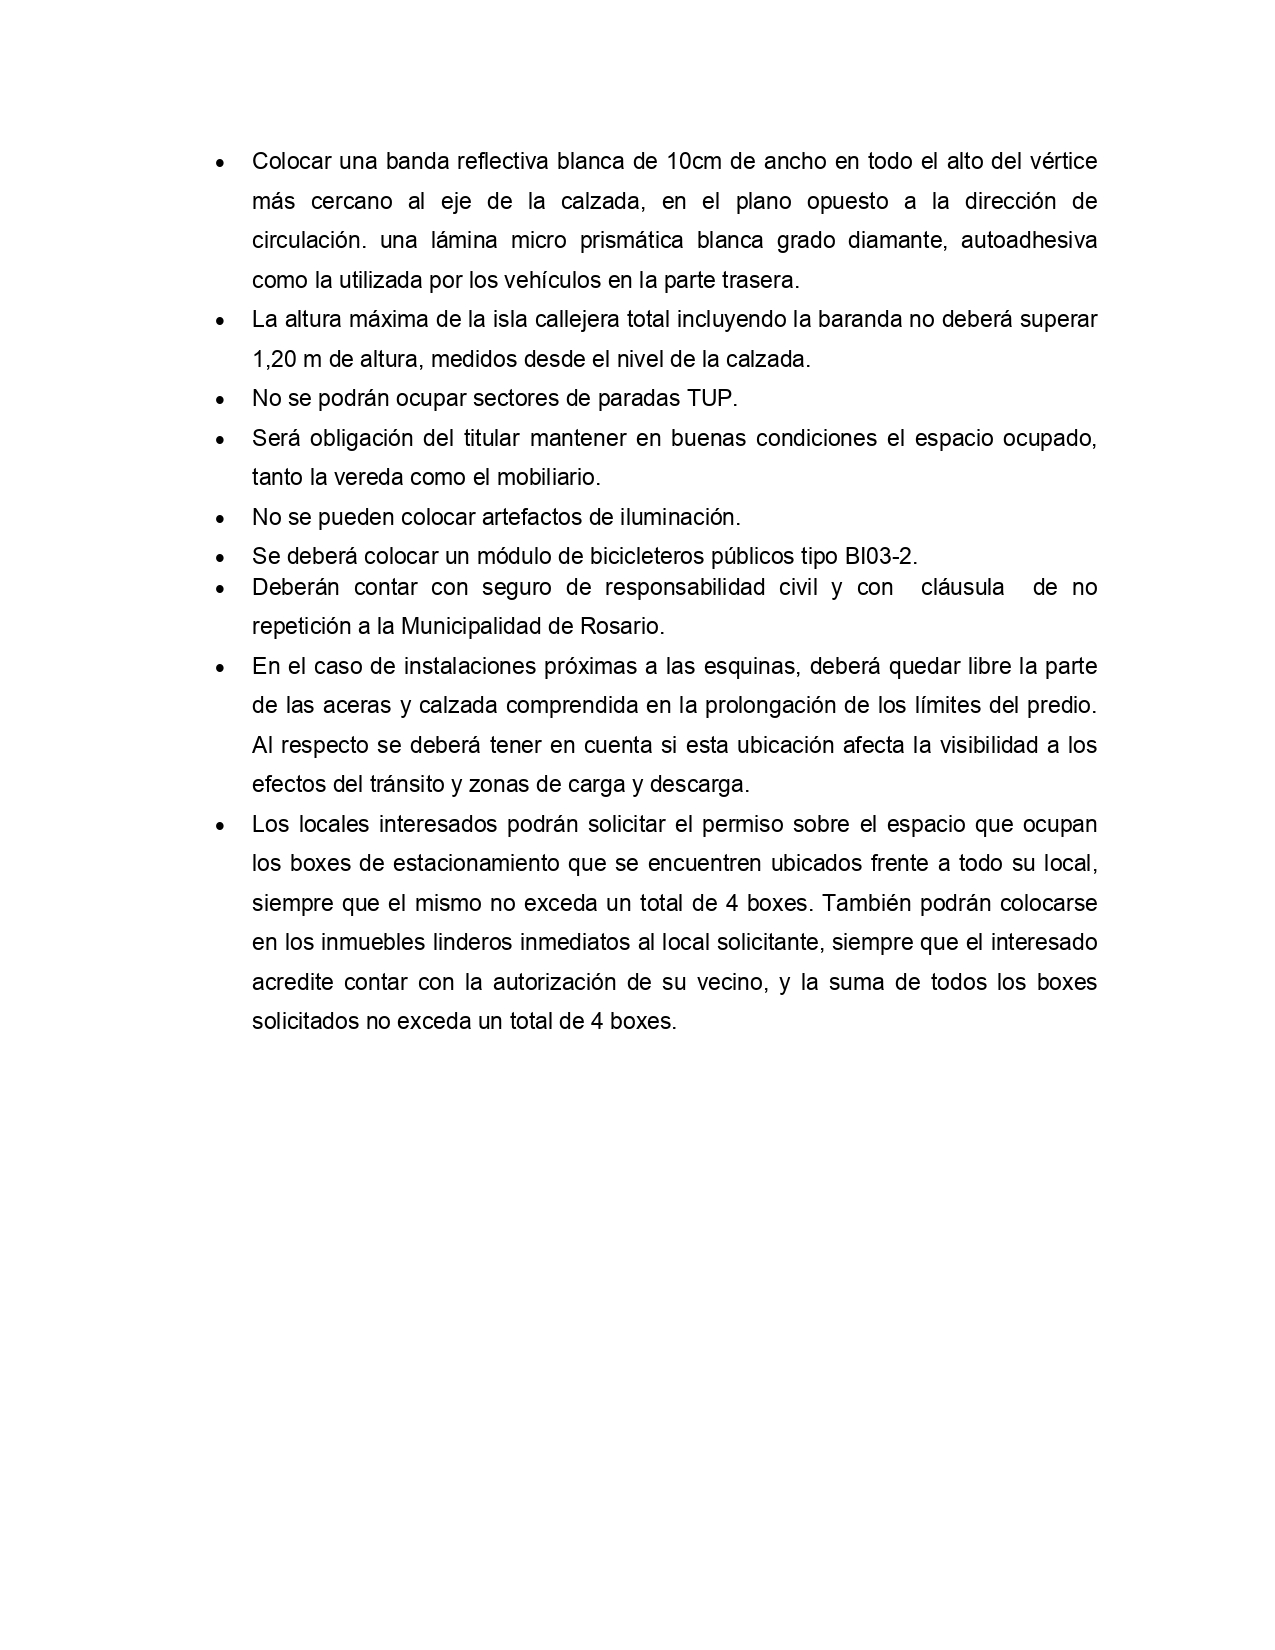 • Colocar una banda reflectiva blanca de 10cm de ancho en todo el alto del vértice
más cercano al eje de la calzada, en el plano opuesto a la dirección de
circulación. una lámina micro prismática blanca grado diamante, autoadhesiva
como la utilizada por los vehículos en la parte trasera.
• La altura máxima de la isla callejera total incluyendo la baranda no deberá superar
1,20 m de altura, medidos desde el nivel de la calzada.
• No se podrán ocupar sectores de paradas TUP.
• Será obligación del titular mantener en buenas condiciones el espacio ocupado,
tanto la vereda como el mobiliario.
• No se pueden colocar artefactos de iluminación.
• Se deberá colocar un módulo de bicicleteros públicos tipo BI03-2.
• Deberán contar con seguro de responsabilidad civil y con cláusula de no
repetición a la Municipalidad de Rosario.
• En el caso de instalaciones próximas a las esquinas, deberá quedar libre la parte
de las aceras y calzada comprendida en la prolongación de los límites del predio.
Al respecto se deberá tener en cuenta si esta ubicación afecta la visibilidad a los
efectos del tránsito y zonas de carga y descarga.
• Los locales interesados podrán solicitar el permiso sobre el espacio que ocupan
los boxes de estacionamiento que se encuentren ubicados frente a todo su local,
siempre que el mismo no exceda un total de 4 boxes. También podrán colocarse
en los inmuebles linderos inmediatos al local solicitante, siempre que el interesado
acredite contar con la autorización de su vecino, y la suma de todos los boxes
solicitados no exceda un total de 4 boxes.